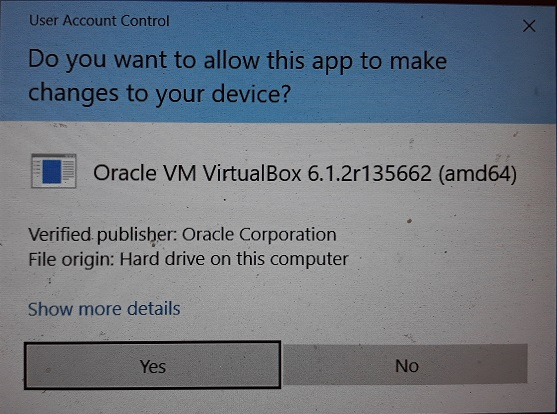 User Account Control
Do you want to allow this app to make
changes to your device?
Oracle VM VirtualBox 6.1.2r135662 (amd64)
Verified publisher: Oracle Corporation
File origin: Hard drive on this computer
Show more details
Yes
No